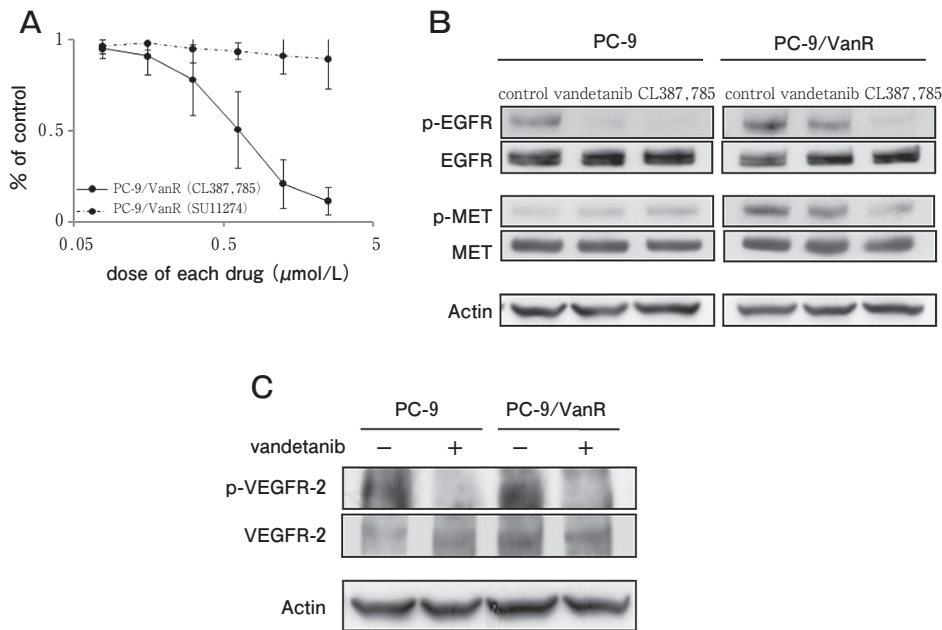 A
1
% of control
0.5
PC-9/VanR (CL387,785)
PC-9/VanR (SU11274)
0
0.05 0.5 5
dose of each drug (μmol/L)
B
PC-9 PC-9/VanR
control vandetanib CL387,785 control vandetanib CL387,785
p-EGFR
EGFR
p-MET
MET
Actin
C
PC-9 PC-9/VanR
vandetanib − + − +
p-VEGFR-2
VEGFR-2
Actin